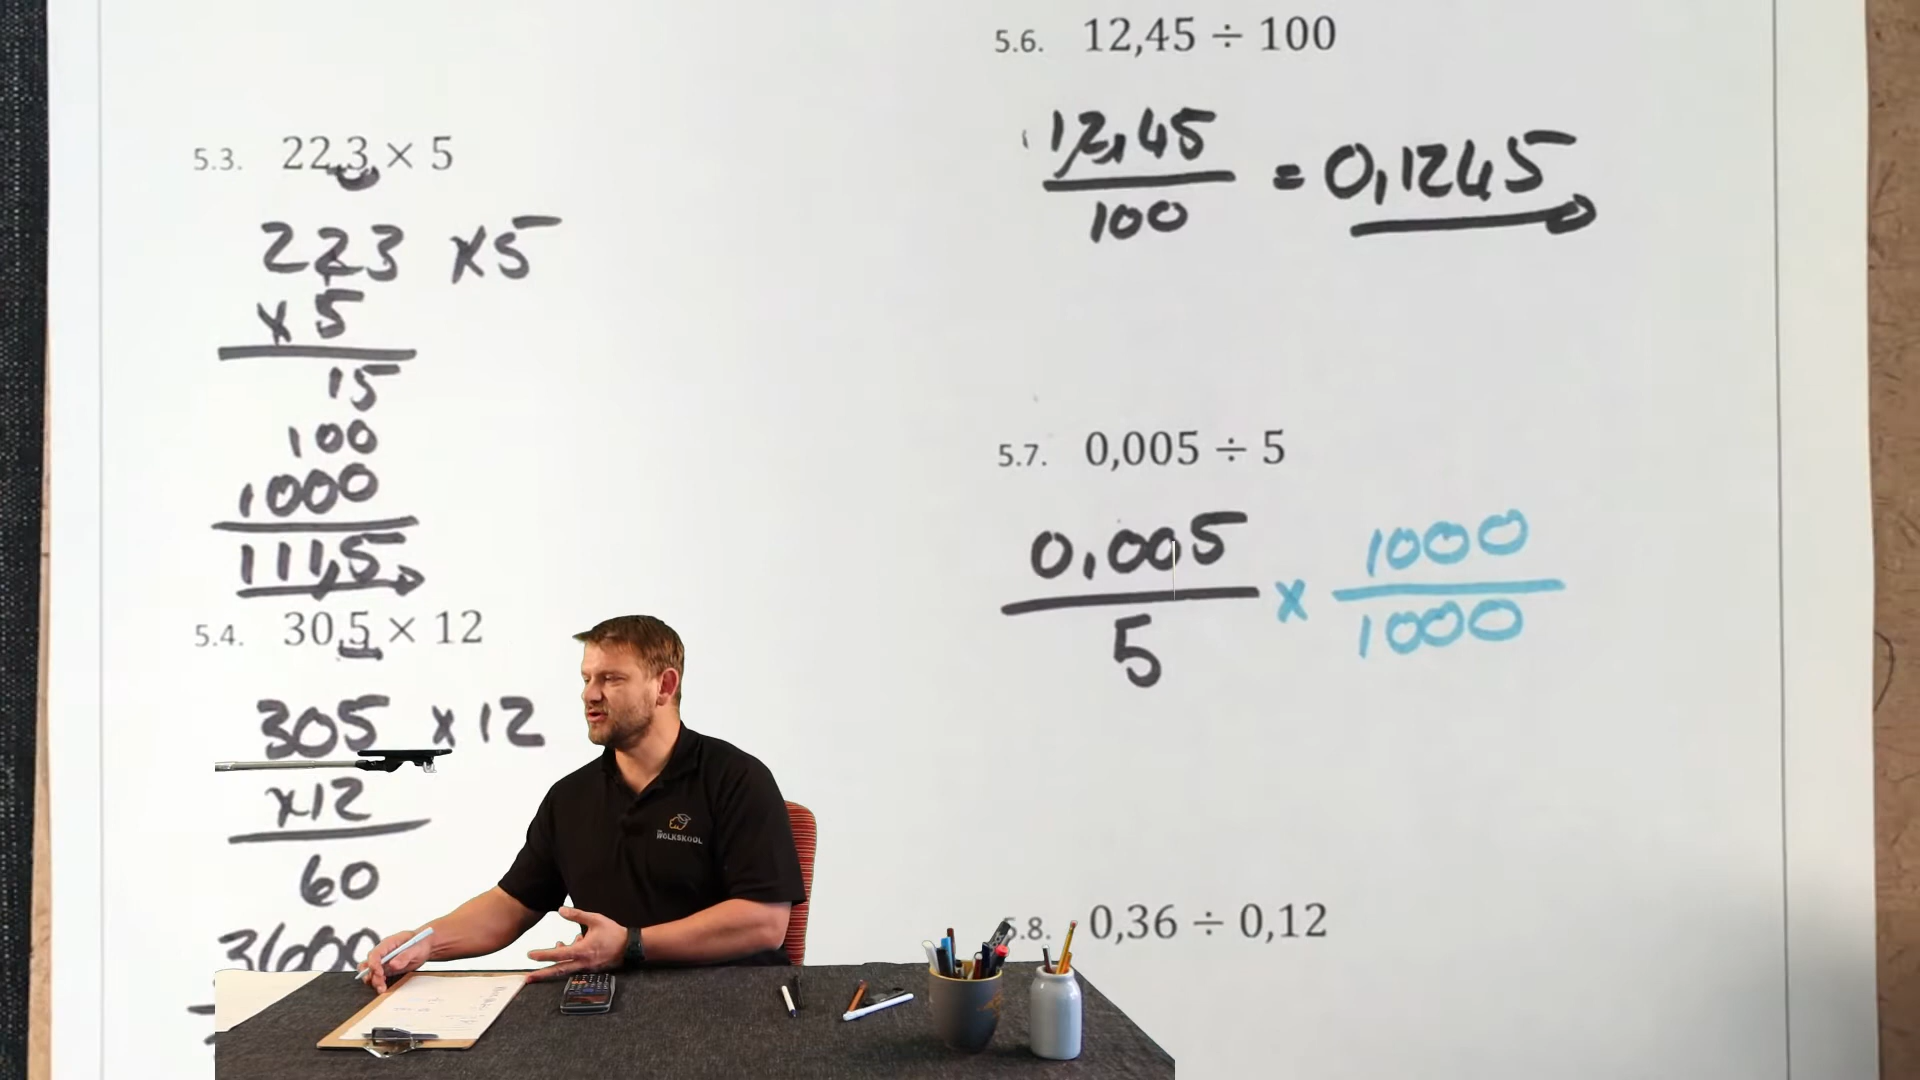 5.3. 22,3 × 5
223 ×5
×5
15
100
1000
111,5
5.4. 30,5 × 12
305 ×12
×12
60
3600
5.6. 12,45 ÷ 100
12,45
100
= 0,1245
5.7. 0,005 ÷ 5
0,005
5
× 1000
1000
5.8. 0,36 ÷ 0,12
WOLKSKOOL